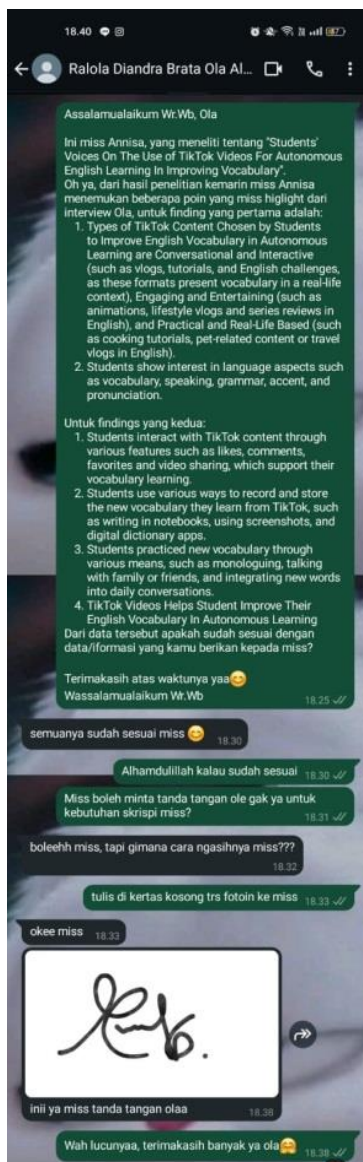 18.40
Ralola Diandra Brata Ola Al...
Assalamualaikum Wr.Wb, Ola
Ini miss Annisa, yang meneliti tentang "Students'
Voices On The Use of TikTok Videos For Autonomous
English Learning In Improving Vocabulary".
Oh ya, dari hasil penelitian kemarin miss Annisa
menemukan beberapa poin yang mise higlight dari
interview Ola, untuk finding yang pertama adalah:
1. Types of TikTok Content Chosen by Students
to Improve English Vocabulary in Autonomous
Learning are Conversational and Interactive
(such as vlogs, tutorials, and English challenges,
as these formats present vocabulary in a real-life
context), Engaging and Entertaining (such as
animations, lifestyle vlogs and series reviews in
English), and Practical and Real-Life Based (such
as cooking tutorials, pet-related content or travel
vlogs in English).
2. Students show interest in language aspects such
as vocabulary, speaking, grammar, accent, and
pronunciation.
Untuk findings yang kedua:
1. Students interact with TikTok content through
various features such as likes, comments,
favorites and video sharing, which support their
vocabulary learning.
2. Students use various ways to record and store
the new vocabulary they learn from TikTok, such
as writing in notebooks, using screenshots, and
digital dictionary apps.
3. Students practiced new vocabulary through
various means, such as monologuing, talking
with family or friends, and integrating new words
into daily conversations.
4. TikTok Videos Helps Student Improve Their
English Vocabulary In Autonomous Learning
Dari data tersebut apakah sudah sesuai dengan
data/iformasi yang kamu berikan kepada miss?
Terimakasih atas waktunya yaa😊
Wassalamualaikum Wr.Wb
18.25
semuanya sudah sesuai miss 😊 18.30
Alhamdulillah kalau sudah sesuai 18.30
Miss boleh minta tanda tangan ole gak ya untuk
kebutuhan skrispi miss?
18.31
boleehh miss, tapi gimana cara ngasihnya miss???
18.32
tulis di kertas kosong trs fotoin ke miss 18.33
okee miss 18.33
inii ya miss tanda tangan olaa 18.36
Wah lucunyaa, terimakasih banyak ya ola🤗 18.38